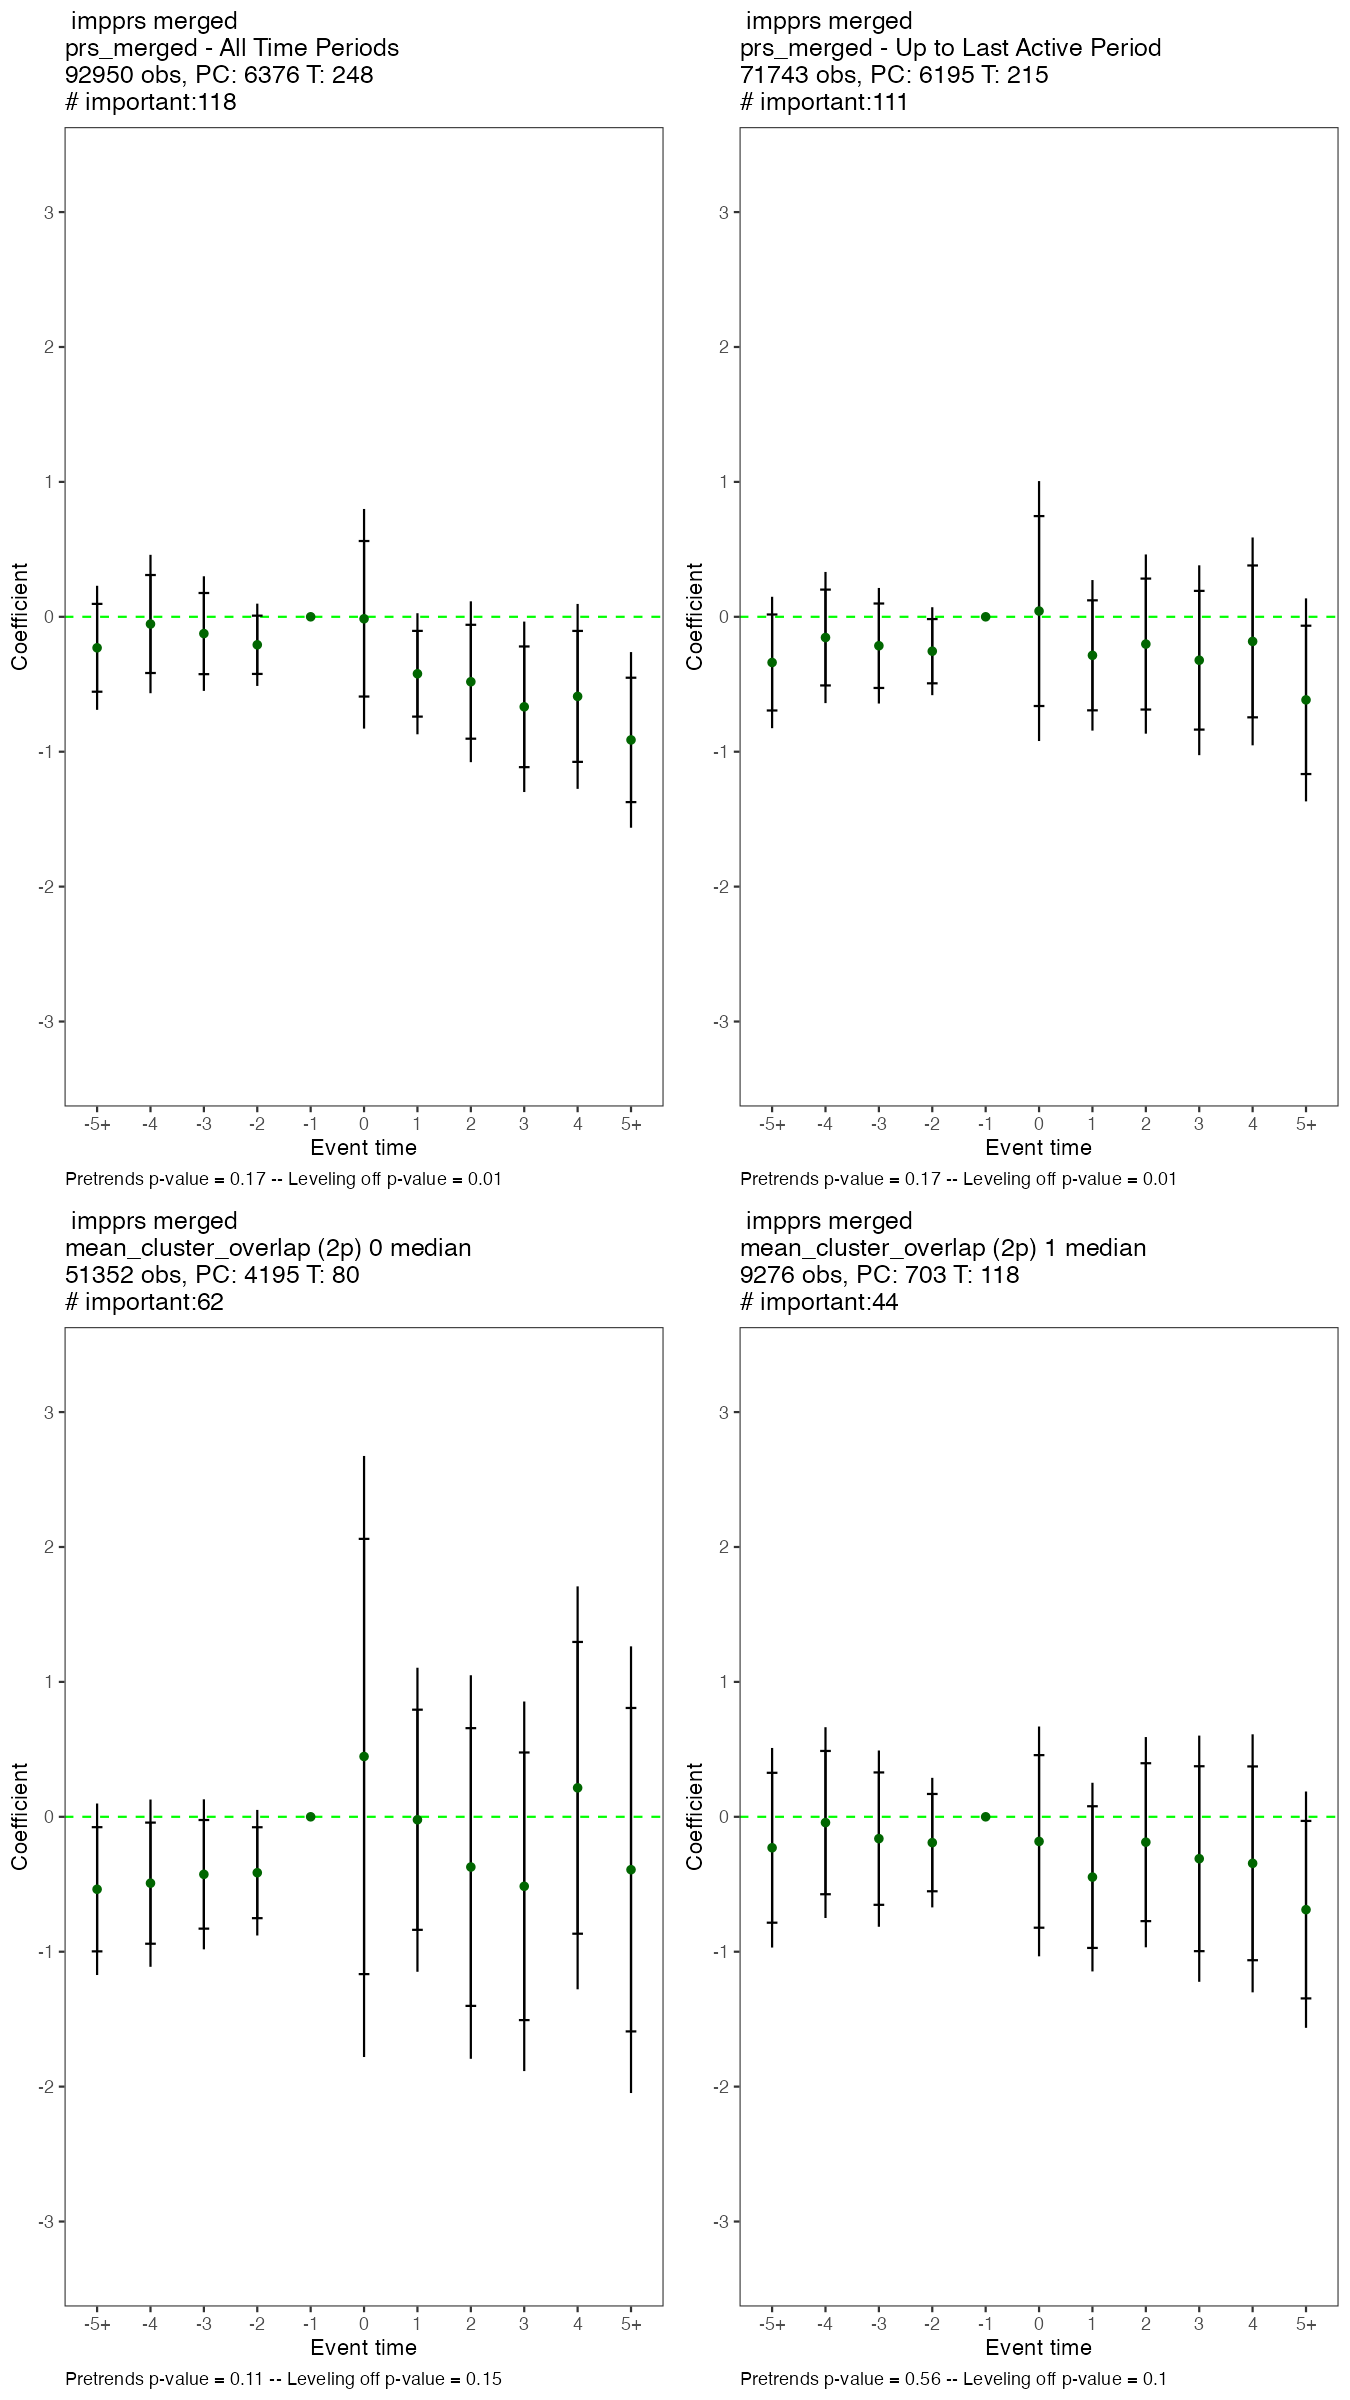 impprs merged
prs_merged - All Time Periods
92950 obs, PC: 6376 T: 248
# important:118
3
2
1
0
-1
-2
-3
Coefficient
-5+ -4 -3 -2 -1 0 1 2 3 4 5+
Event time
Pretrends p-value = 0.17 -- Leveling off p-value = 0.01
impprs merged
prs_merged - Up to Last Active Period
71743 obs, PC: 6195 T: 215
# important:111
3
2
1
0
-1
-2
-3
Coefficient
-5+ -4 -3 -2 -1 0 1 2 3 4 5+
Event time
Pretrends p-value = 0.17 -- Leveling off p-value = 0.01
impprs merged
mean_cluster_overlap (2p) 0 median
51352 obs, PC: 4195 T: 80
# important:62
3
2
1
0
-1
-2
-3
Coefficient
-5+ -4 -3 -2 -1 0 1 2 3 4 5+
Event time
Pretrends p-value = 0.11 -- Leveling off p-value = 0.15
impprs merged
mean_cluster_overlap (2p) 1 median
9276 obs, PC: 703 T: 118
# important:44
3
2
1
0
-1
-2
-3
Coefficient
-5+ -4 -3 -2 -1 0 1 2 3 4 5+
Event time
Pretrends p-value = 0.56 -- Leveling off p-value = 0.1